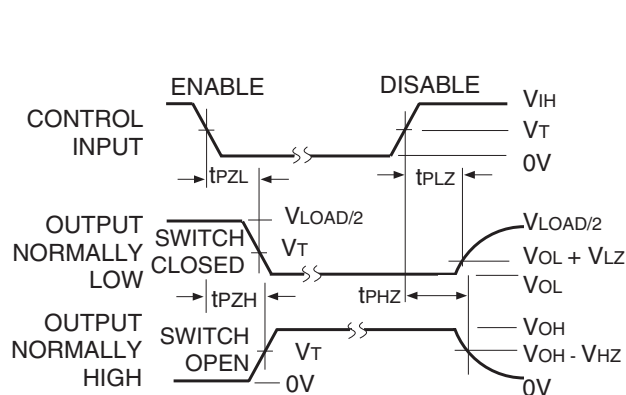 ENABLE DISABLE
CONTROL INPUT
VIH
VT
0V
tPZL tPLZ
OUTPUT NORMALLY LOW
SWITCH CLOSED
VLOAD/2
VT
VLOAD/2
VOL + VLZ
VOL
tPZH tPHZ
OUTPUT NORMALLY HIGH
SWITCH OPEN
VT
0V
VOH
VOH - VHZ
0V